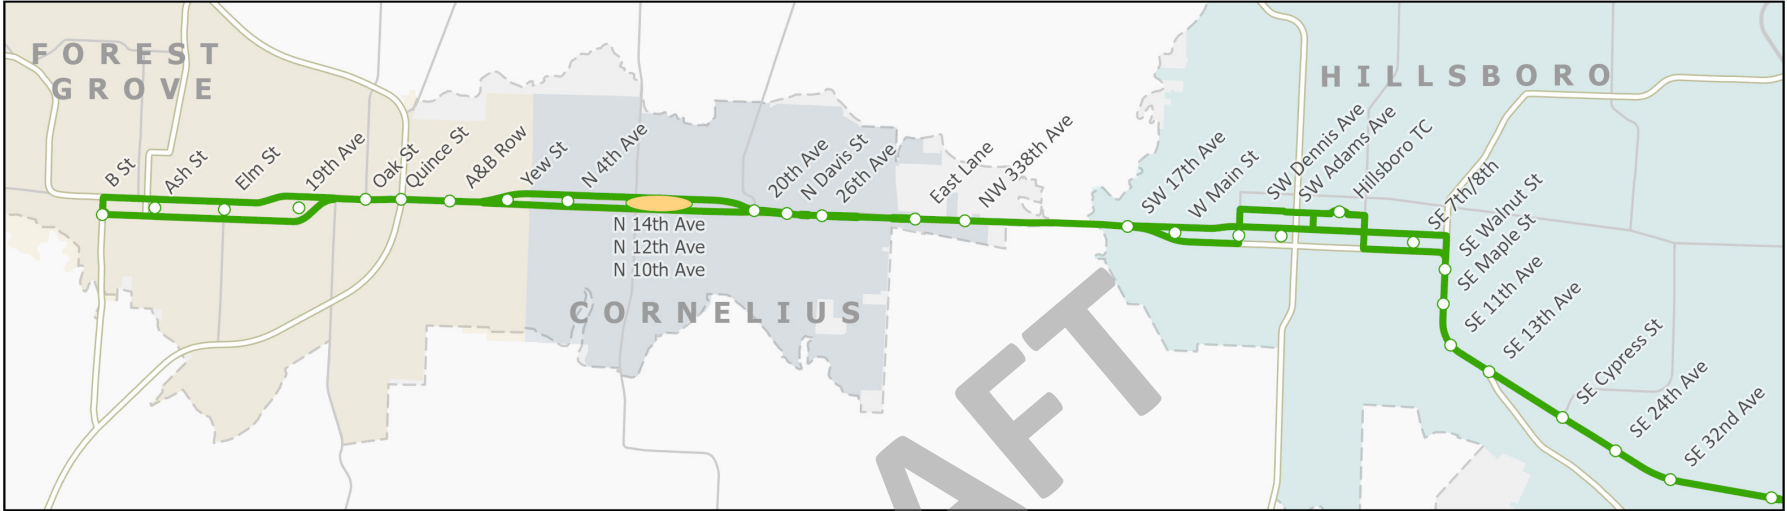 FOREST
GROVE
HILLSBORO
CORNELIUS
B St
Ash St
Elm St
19th Ave
Oak St
Quince St
A&B Row
Yew St
N 4th Ave
N 14th Ave
N 12th Ave
N 10th Ave
20th Ave
N Davis St
26th Ave
East Lane
NW 338th Ave
SW 17th Ave
W Main St
SW Dennis Ave
SW Adams Ave
Hillsboro TC
SE 7th/8th
SE Walnut St
SE Maple St
SE 11th Ave
SE 13th Ave
SE Cypress St
SE 24th Ave
SE 32nd Ave
AFT